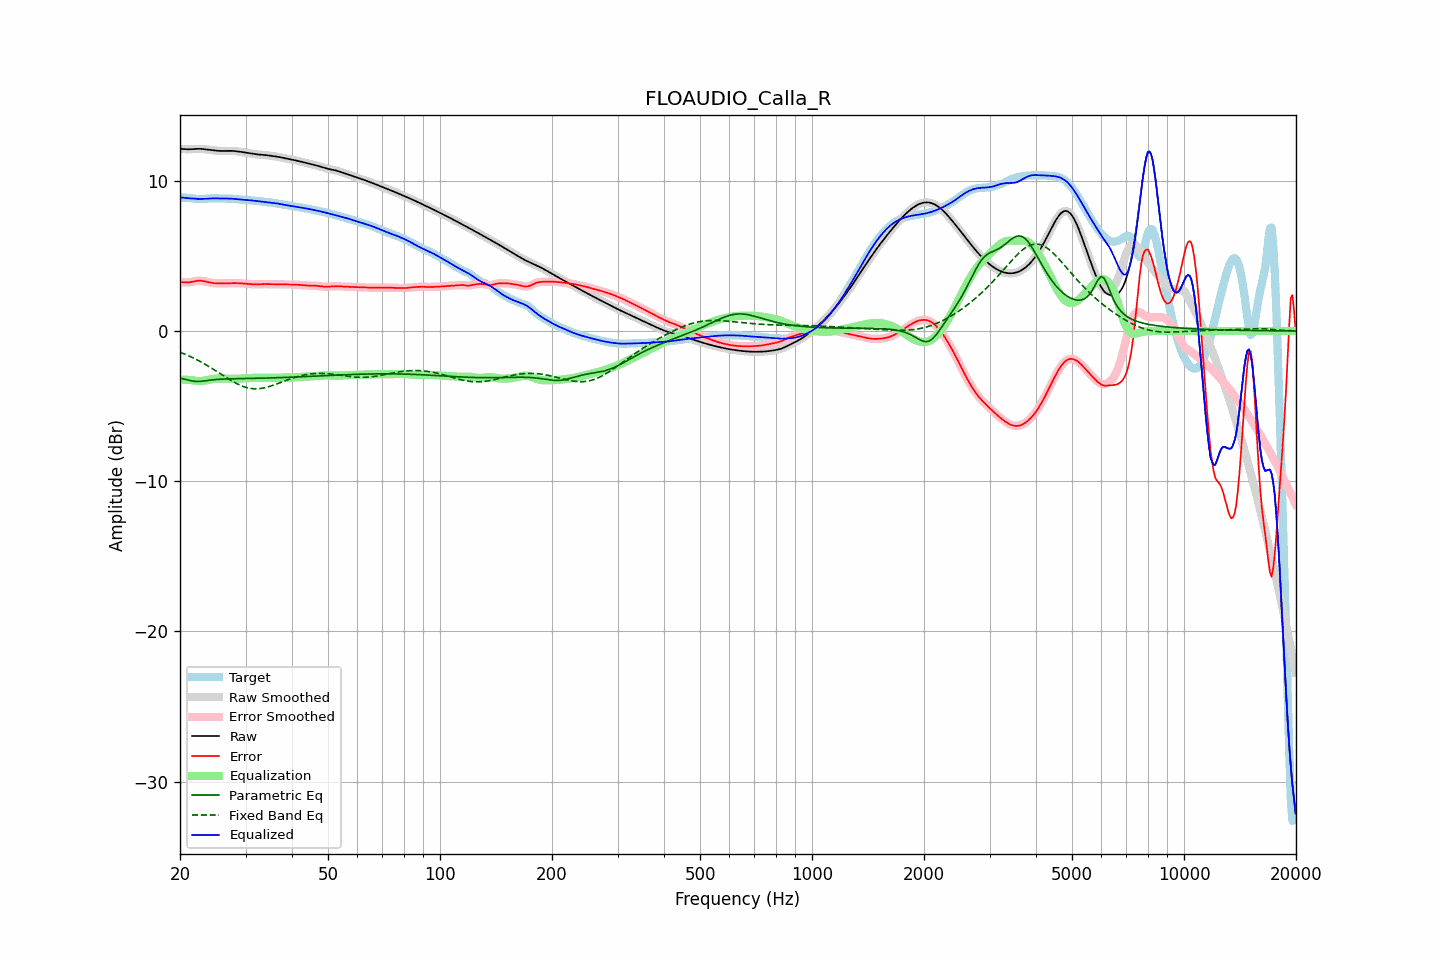 FLOAUDIO_Calla_R
10
0
−10
−20
−30
Amplitude (dBr)
Target
Raw Smoothed
Error Smoothed
Raw
Error
Equalization
Parametric Eq
Fixed Band Eq
Equalized
20 50 100 200 500 1000 2000 5000 10000 20000
Frequency (Hz)